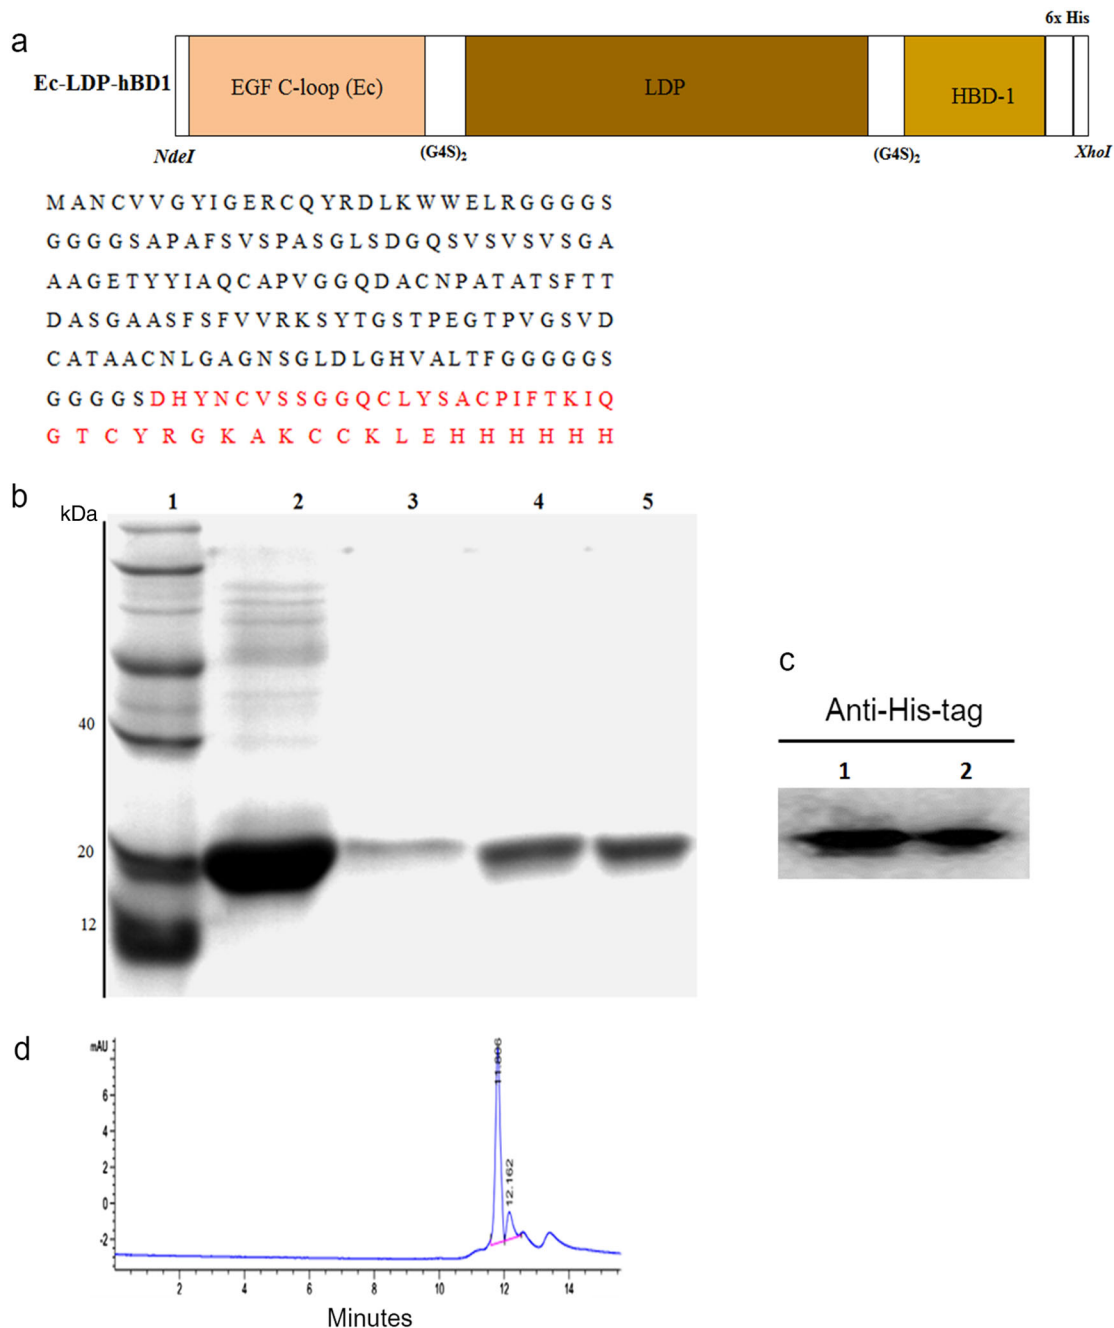 a
6x His
Ec-LDP-hBD1
EGF C-loop (Ec)
LDP
HBD-1
NdeI
(G4S)2
(G4S)2
XhoI
M A N C V V G Y I G E R C Q Y R D L K W W E L R G G G G S
G G G G S A P A F S V S P A S G L S D G Q S V S V S V S G A
A A G E T Y Y I A Q C A P V G G Q D A C N P A T A T S F T T
D A S G A A S F S F V V R K S Y T G S T P E G T P V G S V D
C A T A A C N L G A G N S G L D L G H V A L T F G G G G G S
G G G G S D H Y N C V S S G G Q C L Y S A C P I F T K I Q
G T C Y R G K A K C C K L E H H H H H H
b
kDa
1 2 3 4 5
40
20
12
c
Anti-His-tag
1 2
d
mAU
6
4
2
0
-2
11.806
12.162
2 4 6 8 10 12 14
Minutes